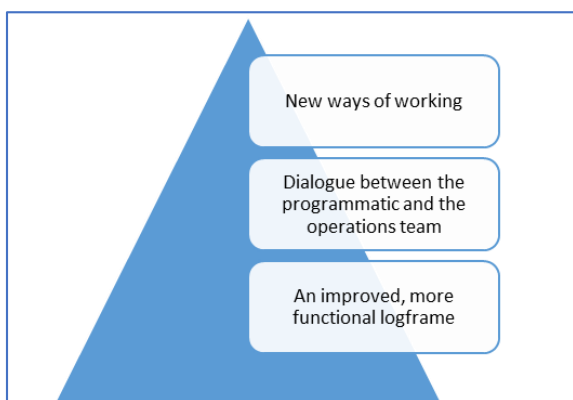 New ways of working
Dialogue between the
programmatic and the
operations team
An improved, more
functional logframe